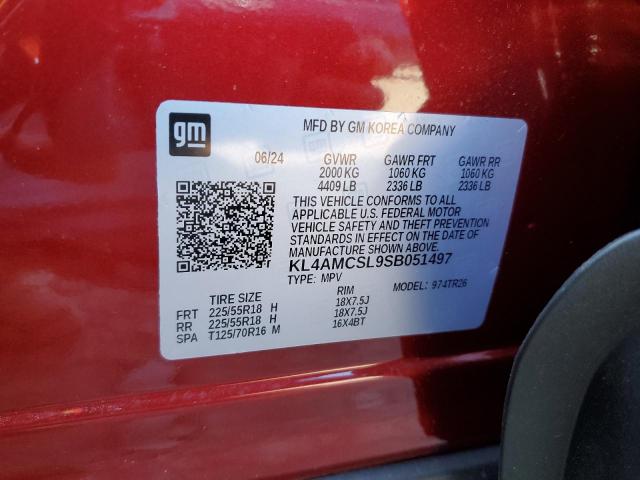 gm
MFD BY GM KOREA COMPANY
06/24 GVWR GAWR FRT GAWR RR
2000 KG 1060 KG 1060 KG
4409 LB 2336 LB 2336 LB
THIS VEHICLE CONFORMS TO ALL
APPLICABLE U.S. FEDERAL MOTOR
VEHICLE SAFETY AND THEFT PREVENTION
STANDARDS IN EFFECT ON THE DATE OF
MANUFACTURE SHOWN ABOVE.
KL4AMCSL9SB051497
TYPE: MPV MODEL: 974TR26
TIRE SIZE RIM
FRT 225/55R18 H 18X7.5J
RR 225/55R18 H 18X7.5J
SPA T125/70R16 M 16X4BT